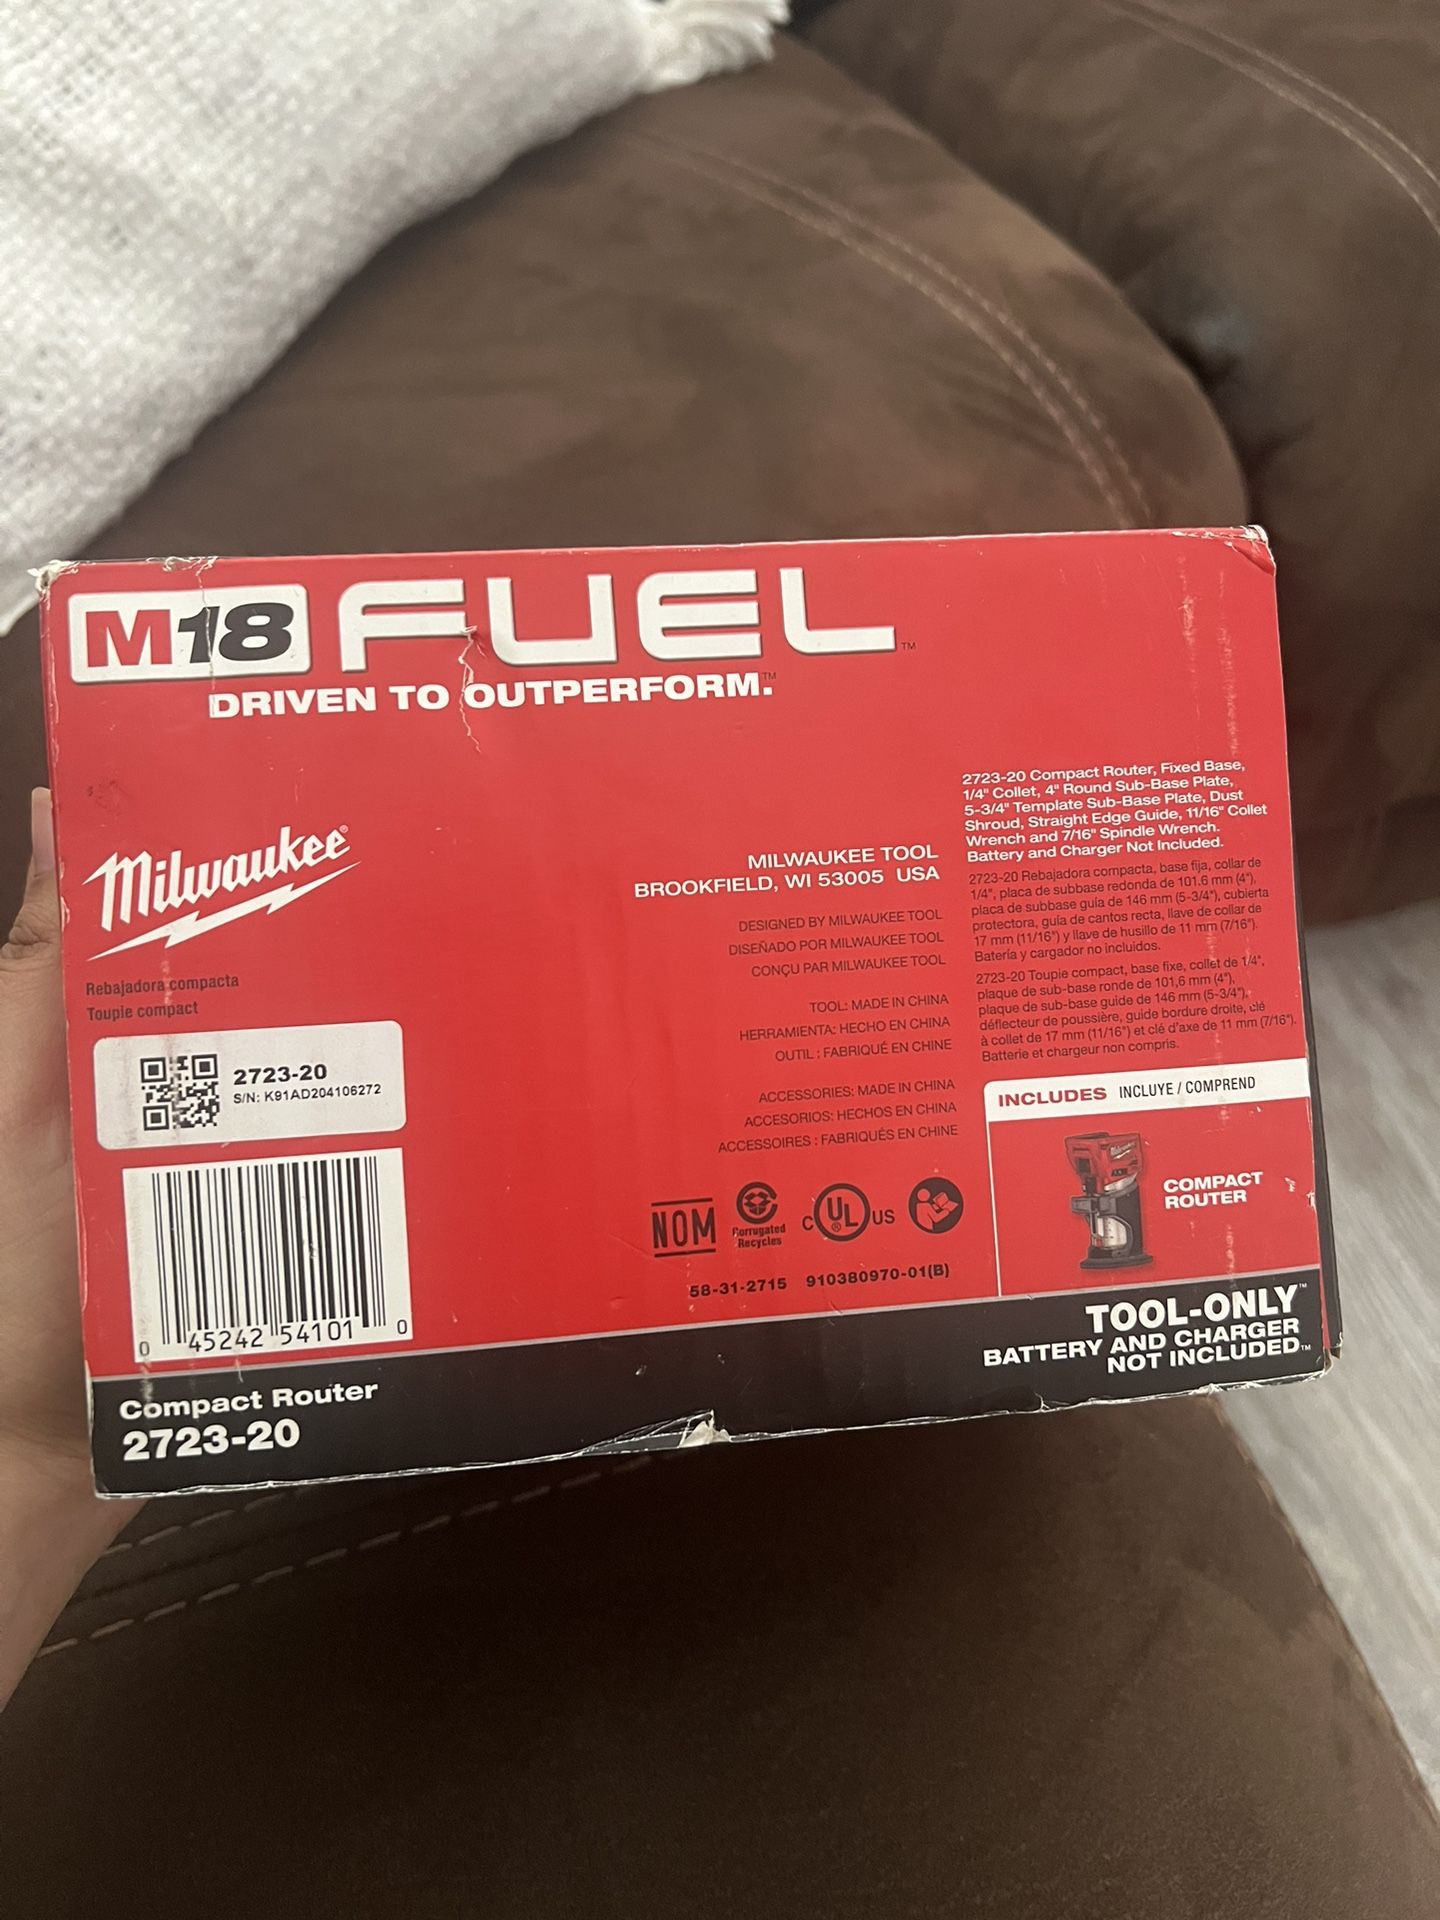 M18 FUEL™
DRIVEN TO OUTPERFORM.™
Milwaukee®
Rebajadora compacta
Toupie compact
2723-20
S/N: K91AD204106272
0 45242 54101 0
MILWAUKEE TOOL
BROOKFIELD, WI 53005 USA
DESIGNED BY MILWAUKEE TOOL
DISEÑADO POR MILWAUKEE TOOL
CONÇU PAR MILWAUKEE TOOL
TOOL: MADE IN CHINA
HERRAMIENTA: HECHO EN CHINA
OUTIL : FABRIQUÉ EN CHINE
ACCESSORIES: MADE IN CHINA
ACCESORIOS: HECHOS EN CHINA
ACCESSOIRES : FABRIQUÉS EN CHINE
NOM
Corrugated
Recycles
C UL® US
58-31-2715 910380970-01(B)
2723-20 Compact Router, Fixed Base,
1/4" Collet, 4" Round Sub-Base Plate,
5-3/4" Template Sub-Base Plate, Dust
Shroud, Straight Edge Guide, 11/16" Collet
Wrench and 7/16" Spindle Wrench.
Battery and Charger Not Included.
2723-20 Rebajadora compacta, base fija, collar de
1/4", placa de subbase redonda de 101.6 mm (4"),
placa de subbase guía de 146 mm (5-3/4"), cubierta
protectora, guía de cantos recta, llave de collar de
17 mm (11/16") y llave de husillo de 11 mm (7/16").
Batería y cargador no incluidos.
2723-20 Toupie compact, base fixe, collet de 1/4",
plaque de sub-base ronde de 101,6 mm (4"),
plaque de sub-base guide de 146 mm (5-3/4"),
déflecteur de poussière, guide bordure droite, clé
à collet de 17 mm (11/16") et clé d'axe de 11 mm (7/16").
Batterie et chargeur non compris.
INCLUDES INCLUYE / COMPREND
COMPACT
ROUTER
TOOL-ONLY™
BATTERY AND CHARGER
NOT INCLUDED™
Compact Router
2723-20